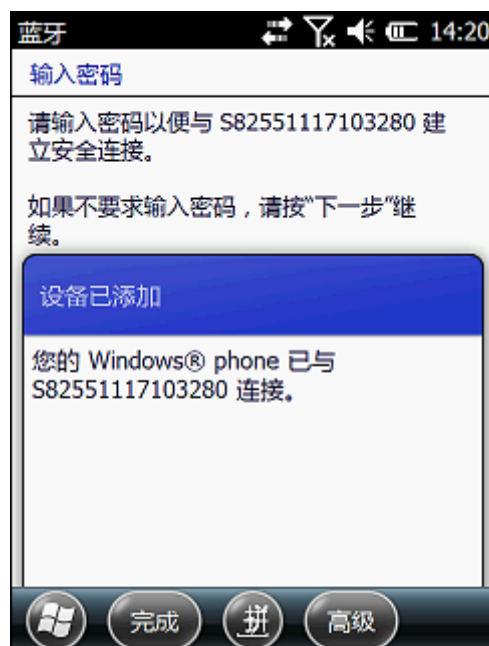 蓝牙 14:20
输入密码
请输入密码以便与 S82551117103280 建
立安全连接。
如果不要求输入密码，请按“下一步”继
续。
设备已添加
您的 Windows® phone 已与
S82551117103280 连接。
完成 拼 高级